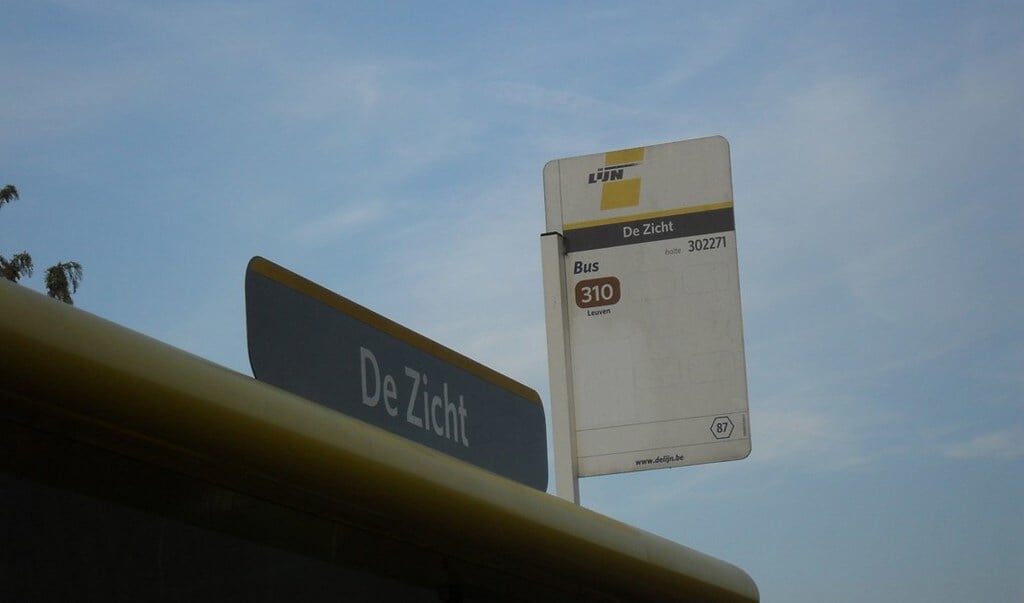 De Zicht
LIJN
De Zicht
halte 302271
Bus
310
Leuven
87
www.delijn.be